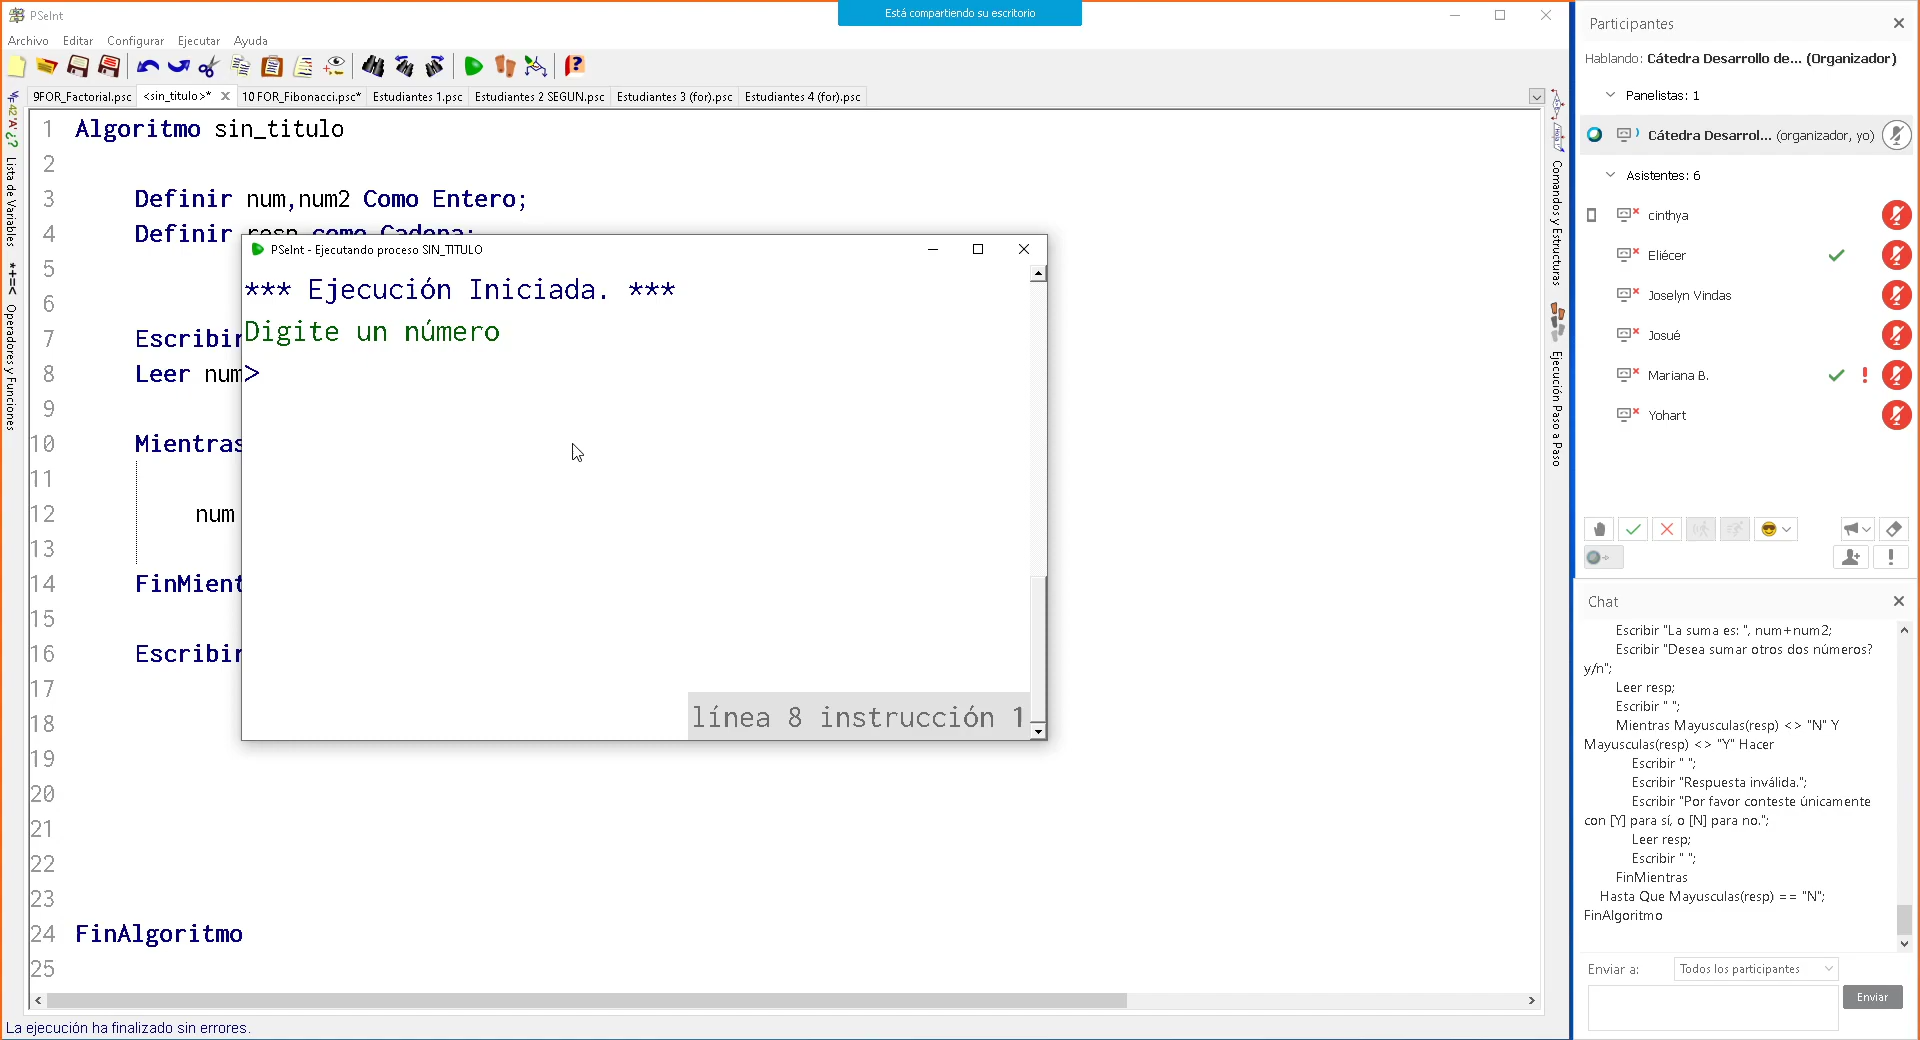 PSeInt
Está compartiendo su escritorio
Archivo Editar Configurar Ejecutar Ayuda
9FOR_Factorial.psc <sin_titulo>* 10 FOR_Fibonacci.psc* Estudiantes 1.psc Estudiantes 2 SEGUN.psc Estudiantes 3 (for).psc Estudiantes 4 (for).psc
Lista de Variables
*+=<
Operadores y Funciones
1 Algoritmo sin_titulo
2
3 Definir num,num2 Como Entero;
4 Definir resp como Cadena;
5
6
7 Escribir
8 Leer num
9
10 Mientras
11
12 num
13
14 FinMient
15
16 Escribir
17
18
19
20
21
22
23
24 FinAlgoritmo
25
PSeInt - Ejecutando proceso SIN_TITULO
*** Ejecución Iniciada. ***
Digite un número
>
línea 8 instrucción 1
La ejecución ha finalizado sin errores.
Comandos y Estructuras
Ejecución Paso a Paso
Participantes
Hablando: Cátedra Desarrollo de... (Organizador)
Panelistas: 1
Cátedra Desarrol... (organizador, yo)
Asistentes: 6
cinthya
Eliécer
Joselyn Vindas
Josué
Mariana B.
Yohart
Chat
Escribir "La suma es: ", num+num2;
Escribir "Desea sumar otros dos números?
y/n";
Leer resp;
Escribir " ";
Mientras Mayusculas(resp) <> "N" Y
Mayusculas(resp) <> "Y" Hacer
Escribir " ";
Escribir "Respuesta inválida.";
Escribir "Por favor conteste únicamente
con [Y] para sí, o [N] para no.";
Leer resp;
Escribir " ";
FinMientras
Hasta Que Mayusculas(resp) == "N";
FinAlgoritmo
Enviar a: Todos los participantes
Enviar